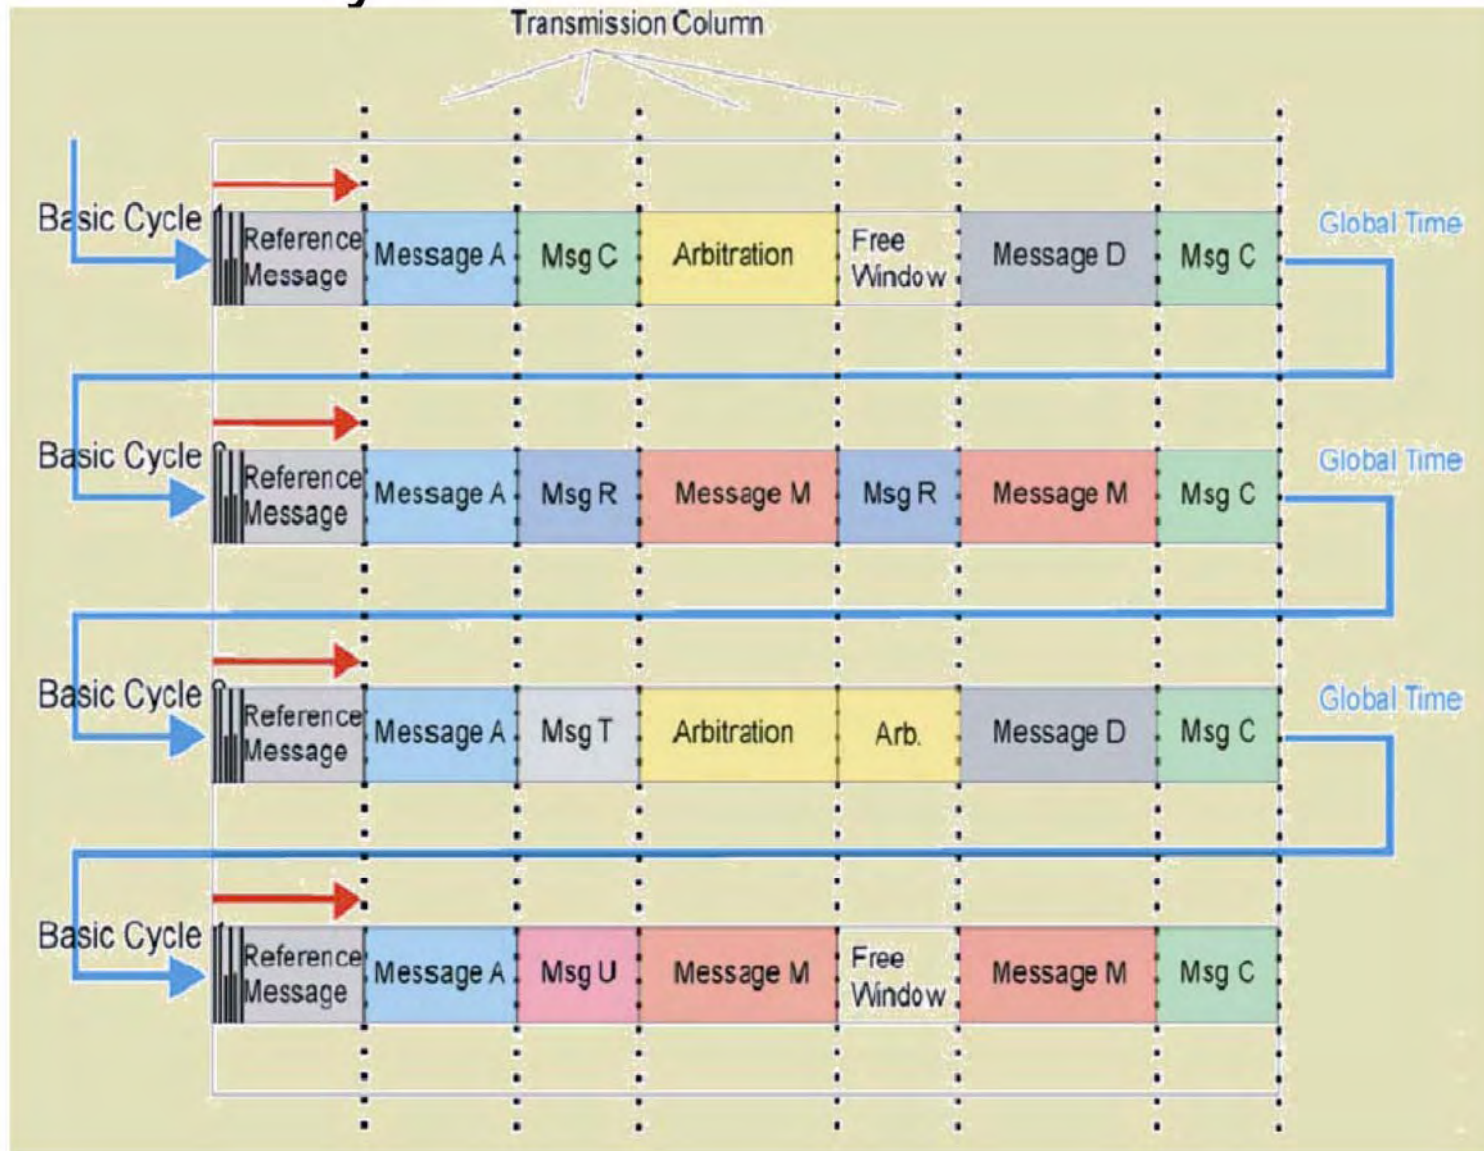 Transmission Column
Basic Cycle
Reference
Message
Message A
Msg C
Arbitration
Free
Window
Message D
Msg C
Global Time
Basic Cycle
Reference
Message
Message A
Msg R
Message M
Msg R
Message M
Msg C
Global Time
Basic Cycle
Reference
Message
Message A
Msg T
Arbitration
Arb.
Message D
Msg C
Global Time
Basic Cycle
Reference
Message
Message A
Msg U
Message M
Free
Window
Message M
Msg C